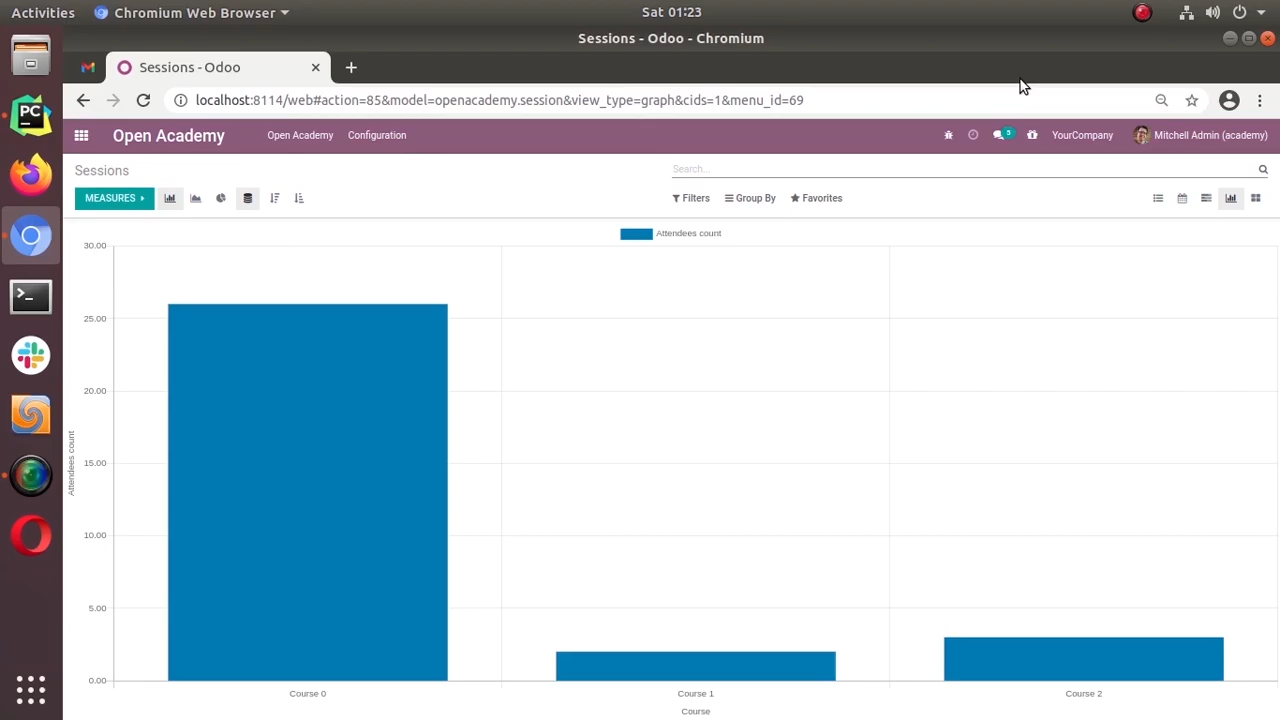 Activities Chromium Web Browser Sat 01:23
Sessions - Odoo - Chromium
Sessions - Odoo
localhost:8114/web#action=85&model=openacademy.session&view_type=graph&cids=1&menu_id=69
Open Academy Open Academy Configuration 5 YourCompany Mitchell Admin (academy)
Sessions Search...
MEASURES Filters Group By Favorites
Attendees count
30.00
25.00
20.00
15.00
10.00
5.00
0.00
Attendees count
Course 0 Course 1 Course 2
Course
PC